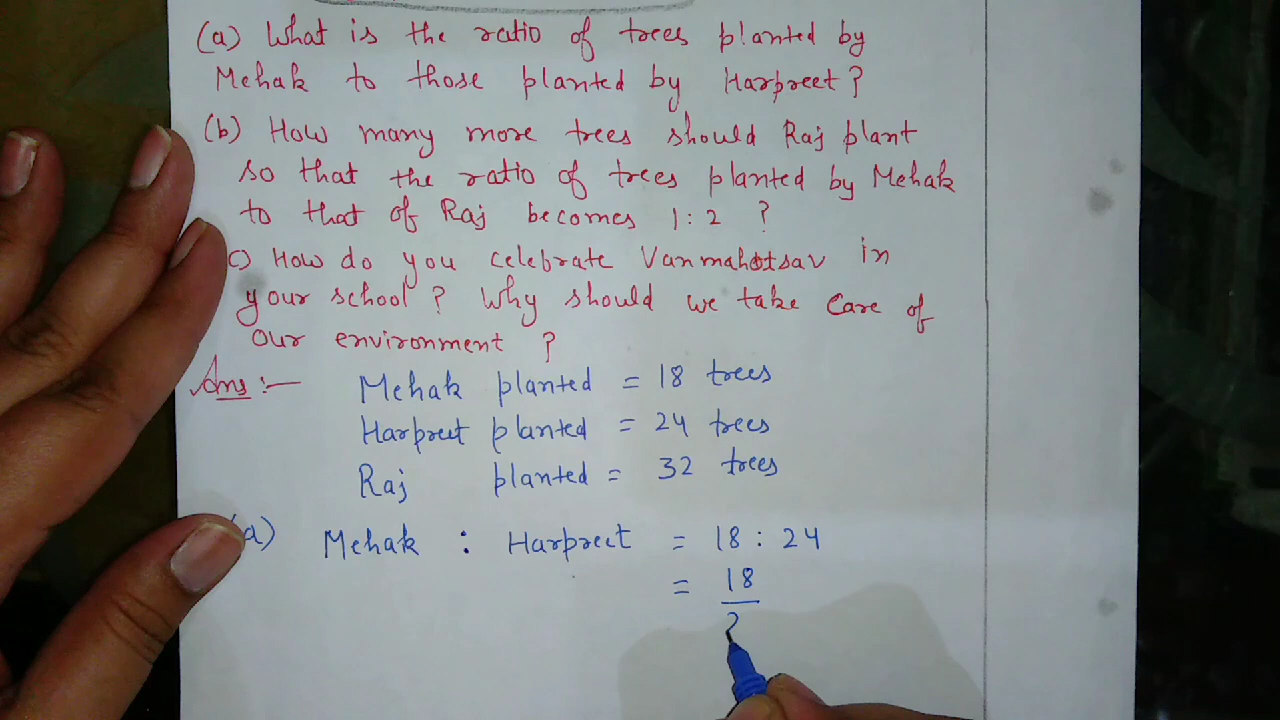 (a) What is the ratio of trees planted by
Mehak to those planted by Harpreet?
(b) How many more trees should Raj plant
so that the ratio of trees planted by Mehak
to that of Raj becomes 1:2 ?
c) How do you celebrate Vanmahotsav in
your school? Why should we take Care of
our environment ?
Ans :— Mehak planted = 18 trees
Harpreet planted = 24 trees
Raj planted = 32 trees
(a) Mehak : Harpreet = 18 : 24
= 18
2